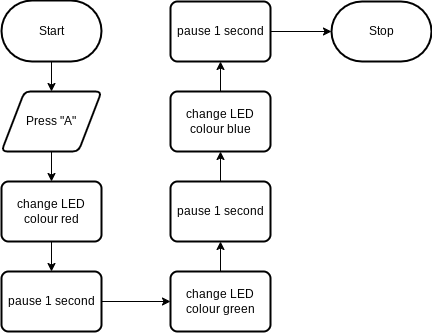 Start
Press "A"
change LED
colour red
pause 1 second
change LED
colour green
pause 1 second
change LED
colour blue
pause 1 second
Stop